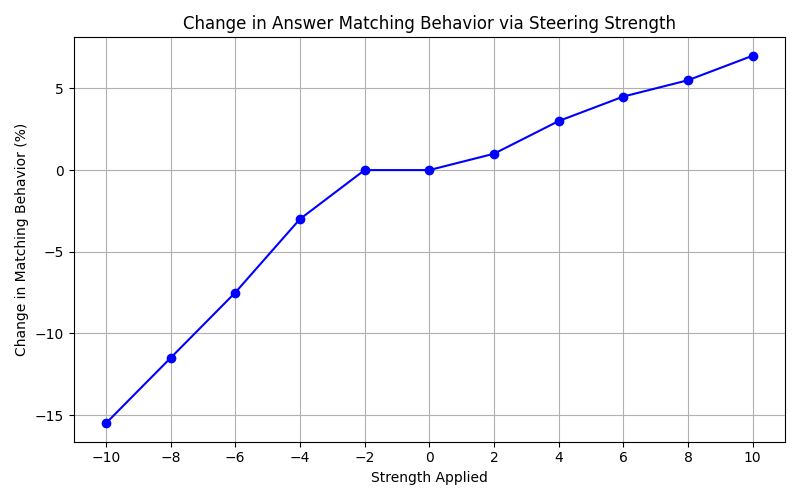 Change in Answer Matching Behavior via Steering Strength
Change in Matching Behavior (%)
5
0
−5
−10
−15
−10 −8 −6 −4 −2 0 2 4 6 8 10
Strength Applied